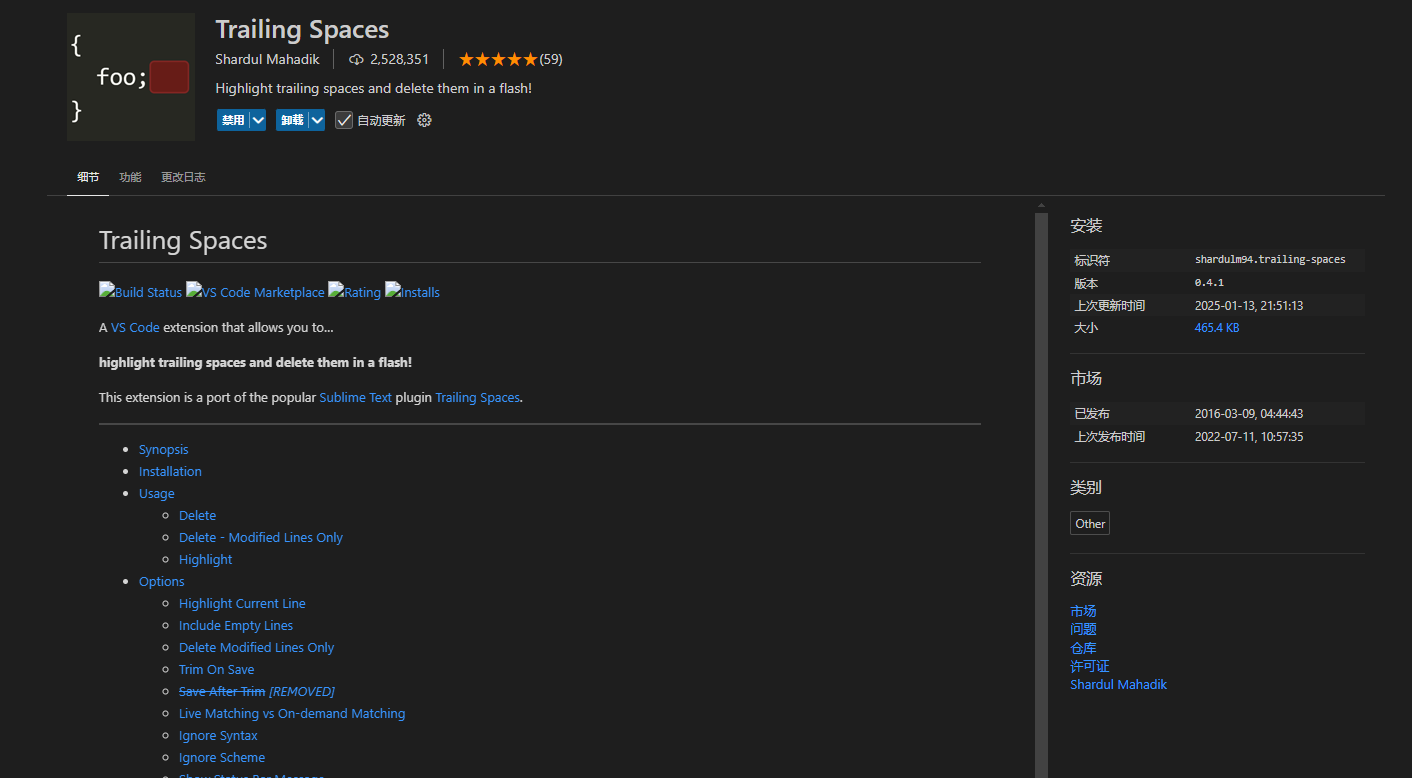 {
foo;
}
Trailing Spaces
Shardul Mahadik 2,528,351 ★★★★★(59)
Highlight trailing spaces and delete them in a flash!
禁用 卸载 自动更新
细节 功能 更改日志
Trailing Spaces
Build Status VS Code Marketplace Rating Installs
A VS Code extension that allows you to...
highlight trailing spaces and delete them in a flash!
This extension is a port of the popular Sublime Text plugin Trailing Spaces.
Synopsis
Installation
Usage
Delete
Delete - Modified Lines Only
Highlight
Options
Highlight Current Line
Include Empty Lines
Delete Modified Lines Only
Trim On Save
Save After Trim [REMOVED]
Live Matching vs On-demand Matching
Ignore Syntax
Ignore Scheme
Show Status Bar Message
安装
标识符 shardulm94.trailing-spaces
版本 0.4.1
上次更新时间 2025-01-13, 21:51:13
大小 465.4 KB
市场
已发布 2016-03-09, 04:44:43
上次发布时间 2022-07-11, 10:57:35
类别
Other
资源
市场
问题
仓库
许可证
Shardul Mahadik